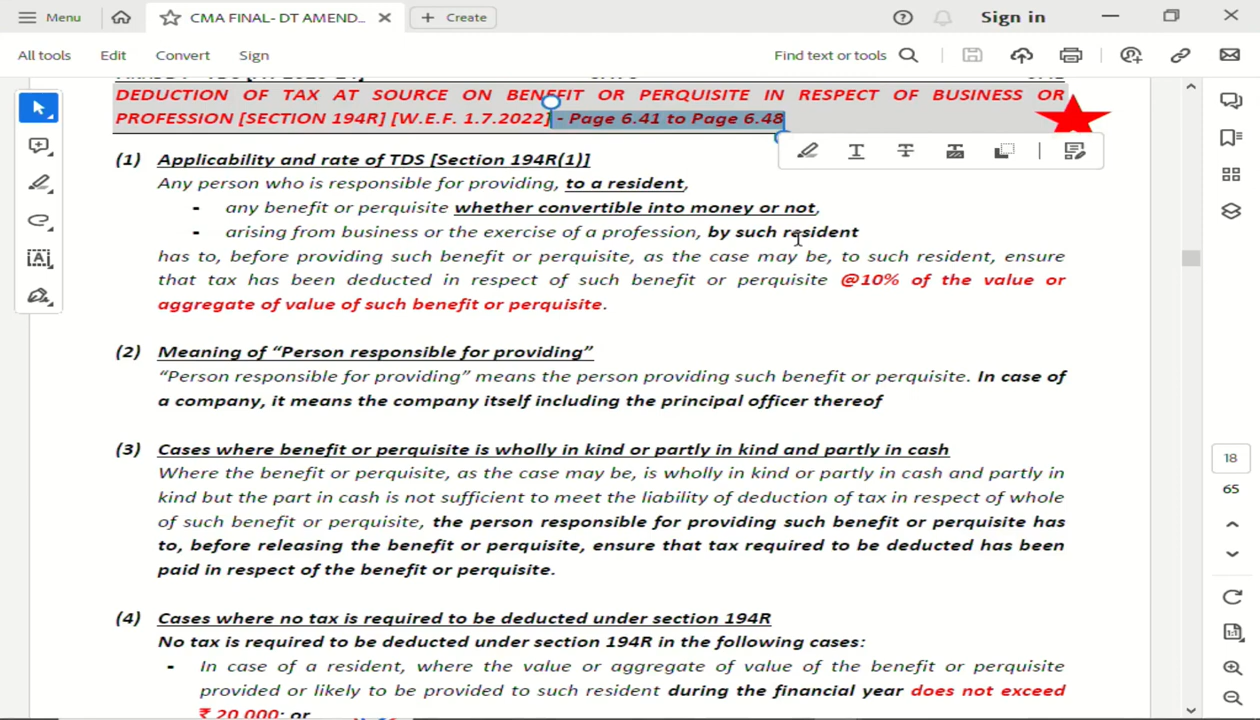 Menu
CMA FINAL- DT AMEND...
Create
Sign in
All tools Edit Convert Sign
Find text or tools
DEDUCTION OF TAX AT SOURCE ON BENEFIT OR PERQUISITE IN RESPECT OF BUSINESS OR
PROFESSION [SECTION 194R] [W.E.F. 1.7.2022] - Page 6.41 to Page 6.48
(1) Applicability and rate of TDS [Section 194R(1)]
Any person who is responsible for providing, to a resident,
- any benefit or perquisite whether convertible into money or not,
- arising from business or the exercise of a profession, by such resident
has to, before providing such benefit or perquisite, as the case may be, to such resident, ensure
that tax has been deducted in respect of such benefit or perquisite @10% of the value or
aggregate of value of such benefit or perquisite.
(2) Meaning of “Person responsible for providing”
“Person responsible for providing” means the person providing such benefit or perquisite. In case of
a company, it means the company itself including the principal officer thereof
(3) Cases where benefit or perquisite is wholly in kind or partly in kind and partly in cash
Where the benefit or perquisite, as the case may be, is wholly in kind or partly in cash and partly in
kind but the part in cash is not sufficient to meet the liability of deduction of tax in respect of whole
of such benefit or perquisite, the person responsible for providing such benefit or perquisite has
to, before releasing the benefit or perquisite, ensure that tax required to be deducted has been
paid in respect of the benefit or perquisite.
(4) Cases where no tax is required to be deducted under section 194R
No tax is required to be deducted under section 194R in the following cases:
- In case of a resident, where the value or aggregate of value of the benefit or perquisite
provided or likely to be provided to such resident during the financial year does not exceed
₹ 20,000; or
18
65